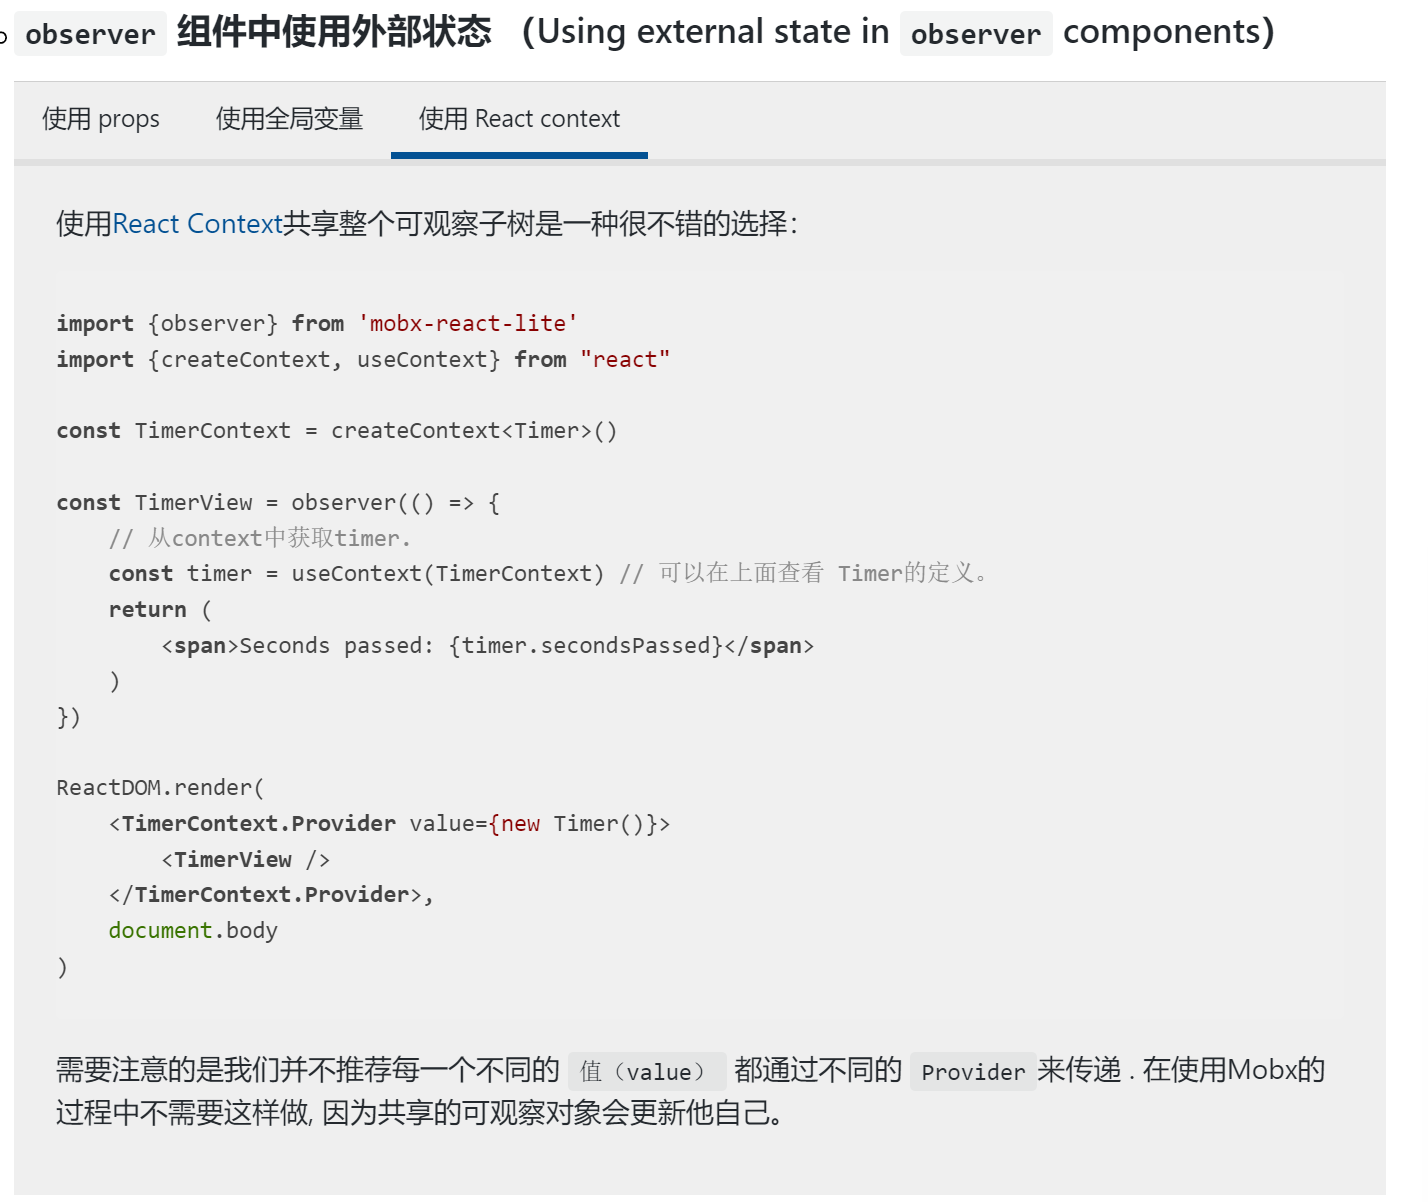 observer 组件中使用外部状态 （Using external state in observer components）
使用 props 使用全局变量 使用 React context
使用React Context共享整个可观察子树是一种很不错的选择：
import {observer} from 'mobx-react-lite'
import {createContext, useContext} from "react"
const TimerContext = createContext<Timer>()
const TimerView = observer(() => {
    // 从context中获取timer.
    const timer = useContext(TimerContext) // 可以在上面查看 Timer的定义。
    return (
        <span>Seconds passed: {timer.secondsPassed}</span>
    )
})
ReactDOM.render(
    <TimerContext.Provider value={new Timer()}>
        <TimerView />
    </TimerContext.Provider>,
    document.body
)
需要注意的是我们并不推荐每一个不同的 值（value） 都通过不同的 Provider 来传递 . 在使用Mobx的
过程中不需要这样做, 因为共享的可观察对象会更新他自己。